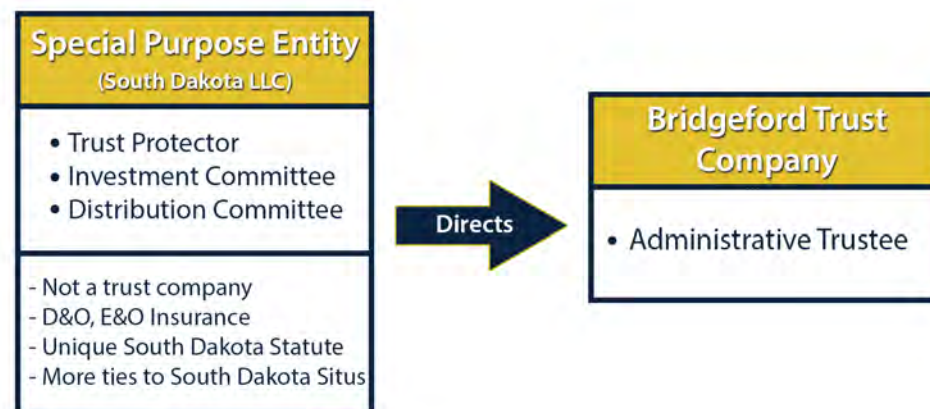 Special Purpose Entity
(South Dakota LLC)
• Trust Protector
• Investment Committee
• Distribution Committee
- Not a trust company
- D&O, E&O Insurance
- Unique South Dakota Statute
- More ties to South Dakota Situs
Directs
Bridgeford Trust
Company
• Administrative Trustee